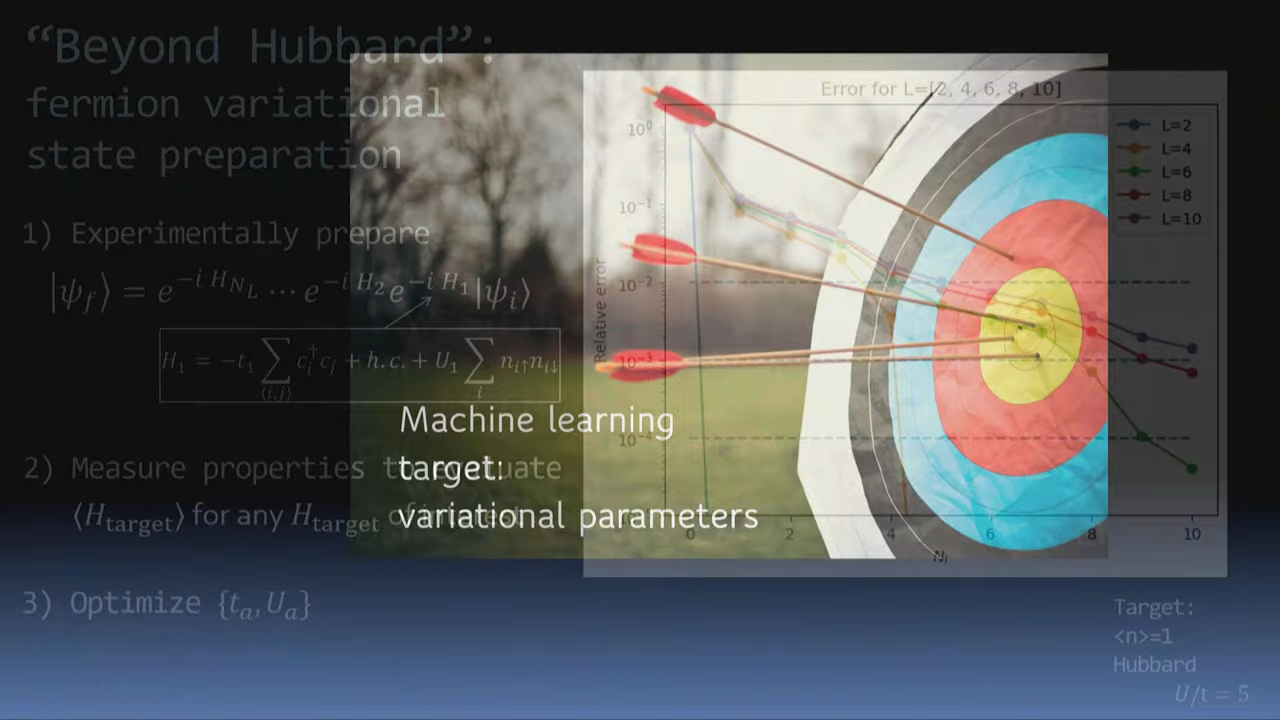 “Beyond Hubbard”:
fermion variational
state preparation
1) Experimentally prepare
|ψ_f⟩ = e^{-i H_{N_L}} ⋯ e^{-i H_2} e^{-i H_1}|ψ_i⟩
H_1 = -t_1 ∑_{⟨i,j⟩} c_i^† c_j + h.c. + U_1 ∑_i n_{i↑}n_{i↓}
2) Measure properties to evaluate
⟨H_target⟩ for any H_target of
3) Optimize {t_a, U_a}
Machine learning
target:
variational parameters
Error for L=[2, 4, 6, 8, 10]
L=2
L=4
L=6
L=8
L=10
Relative error
10^0
10^{-1}
10^{-2}
10^{-3}
10^{-4}
0 2 4 6 8 10
N_l
Target:
<n>=1
Hubbard
U/t = 5